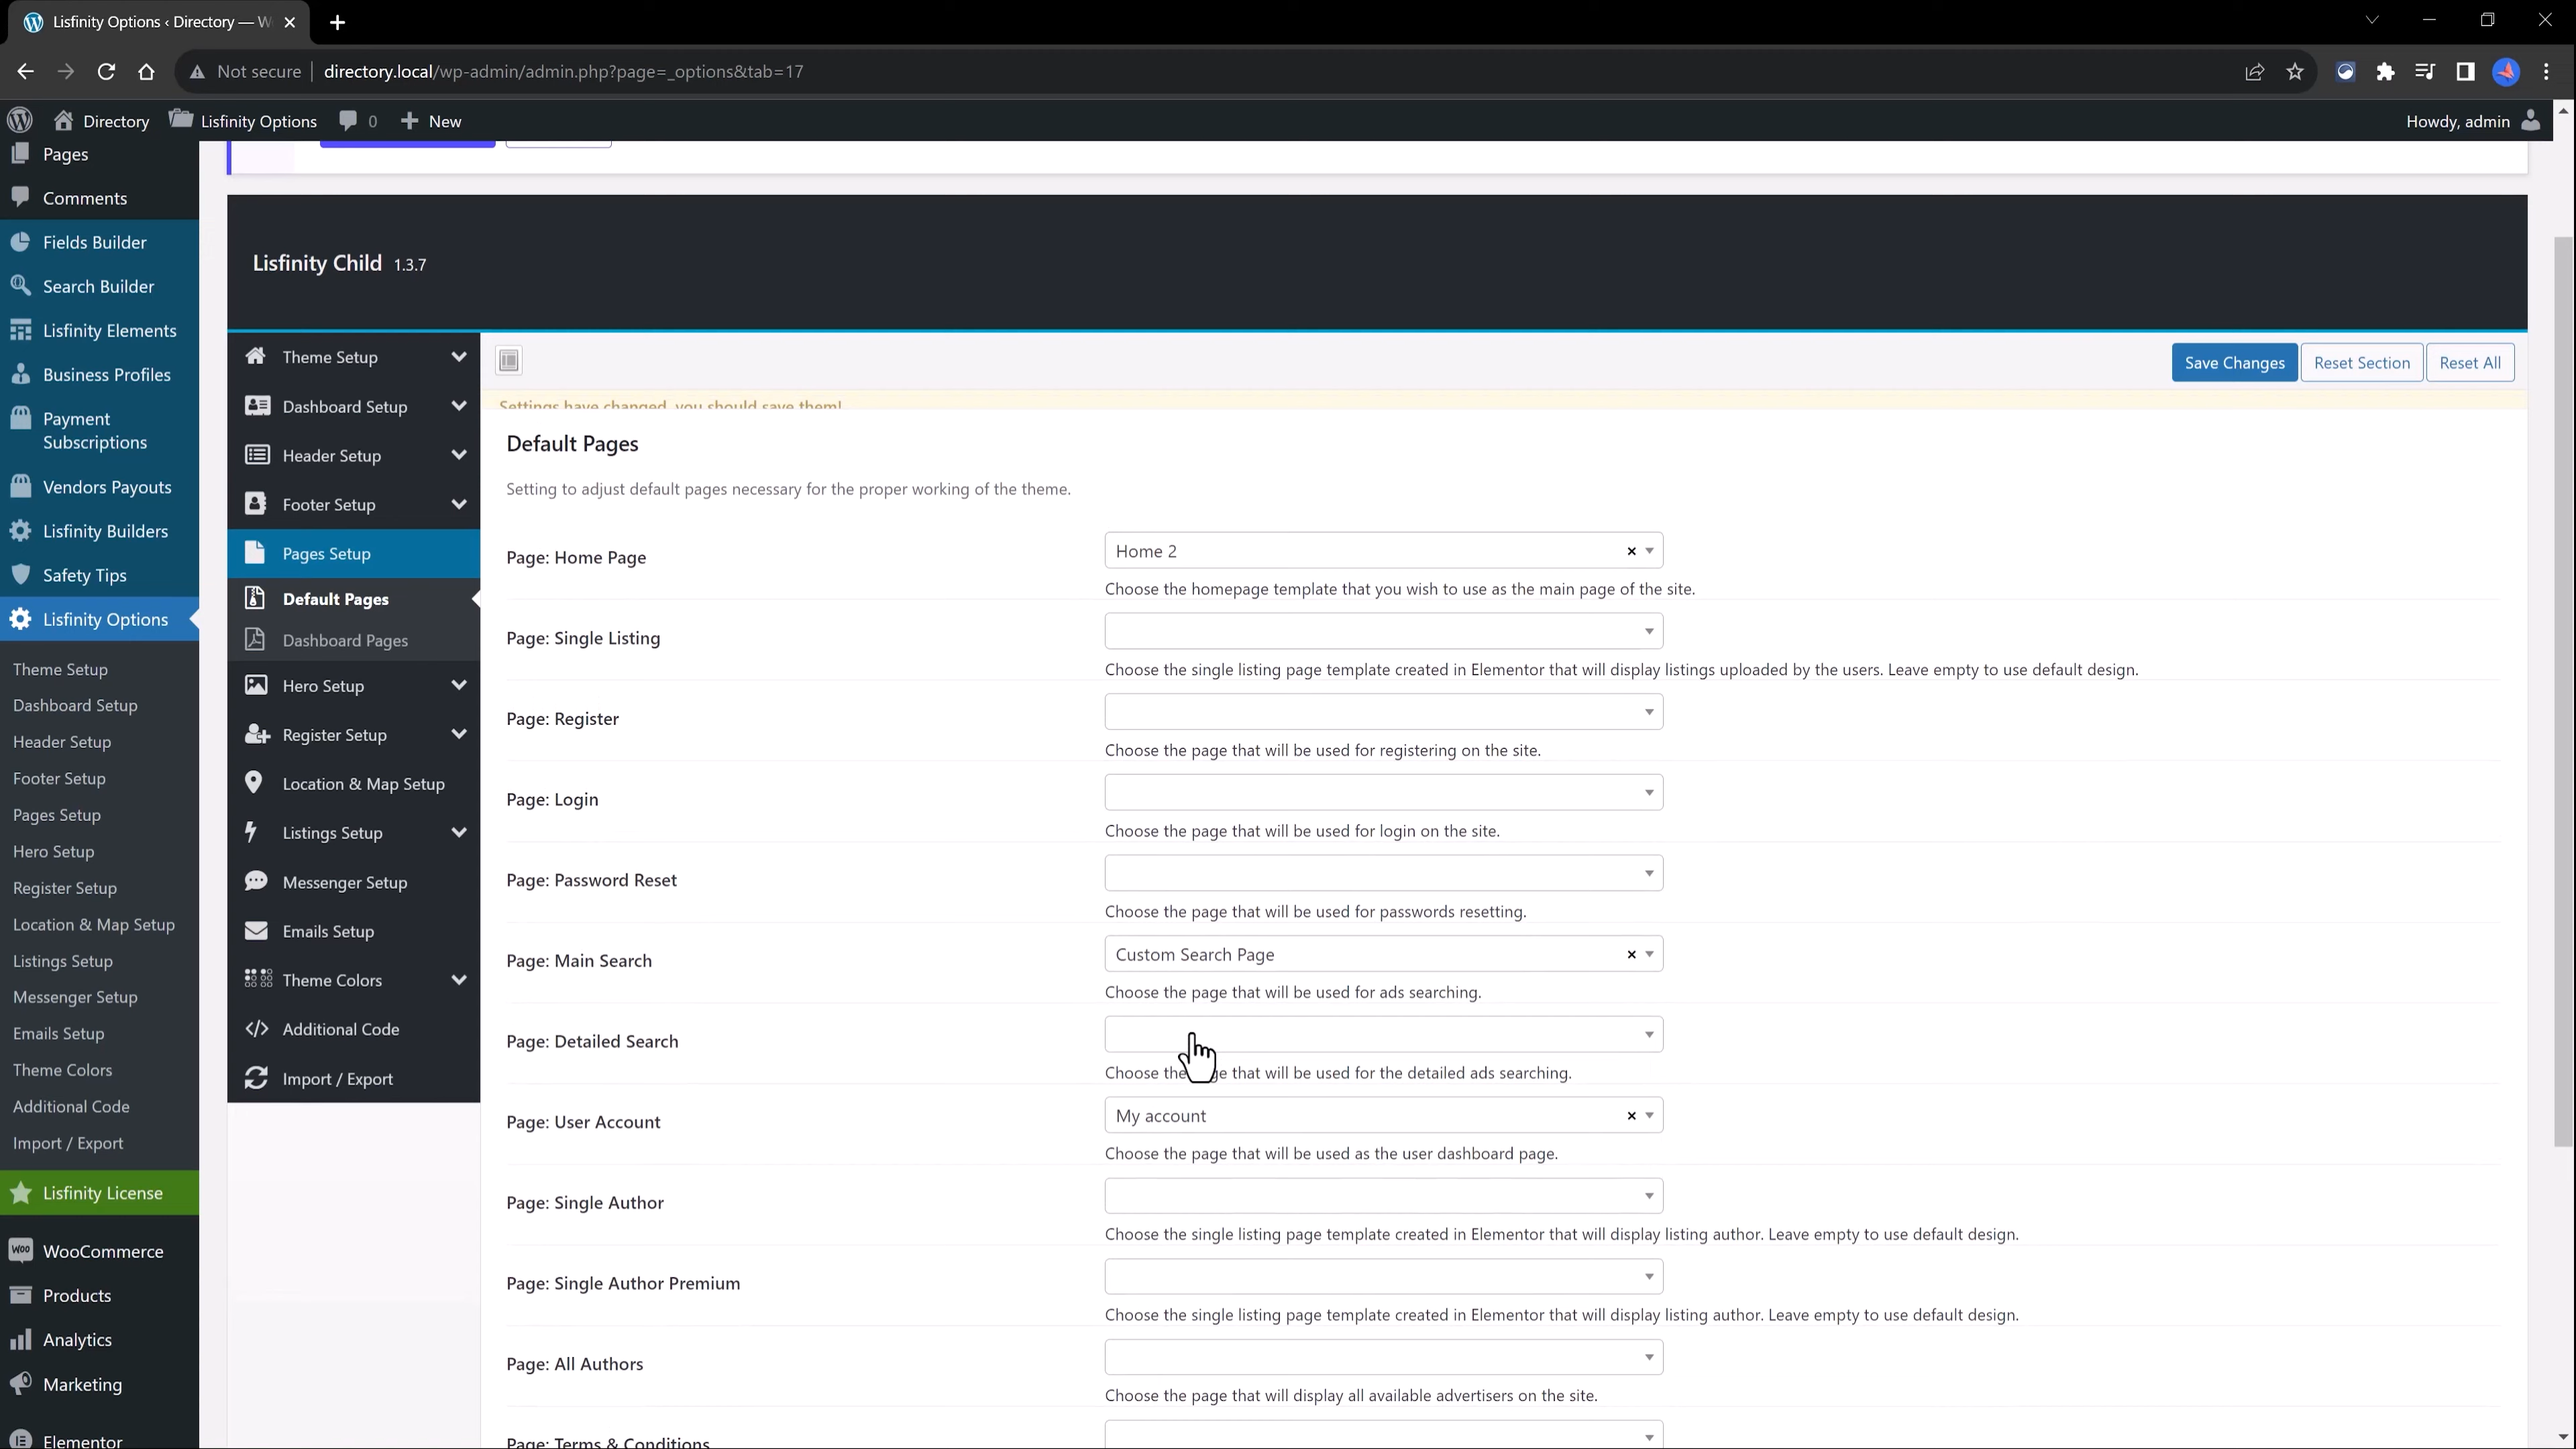 Lisfinity Options ‹ Directory — W
Not secure
directory.local/wp-admin/admin.php?page=_options&tab=17
Directory
Lisfinity Options
0
New
Howdy, admin
Pages
Comments
Fields Builder
Search Builder
Lisfinity Elements
Business Profiles
Payment
Subscriptions
Vendors Payouts
Lisfinity Builders
Safety Tips
Lisfinity Options
Theme Setup
Dashboard Setup
Header Setup
Footer Setup
Pages Setup
Hero Setup
Register Setup
Location & Map Setup
Listings Setup
Messenger Setup
Emails Setup
Theme Colors
Additional Code
Import / Export
Lisfinity License
WooCommerce
Products
Analytics
Marketing
Elementor
Lisfinity Child 1.3.7
Theme Setup
Dashboard Setup
Header Setup
Footer Setup
Pages Setup
Default Pages
Dashboard Pages
Hero Setup
Register Setup
Location & Map Setup
Listings Setup
Messenger Setup
Emails Setup
Theme Colors
Additional Code
Import / Export
Save Changes
Reset Section
Reset All
Settings have changed, you should save them!
Default Pages
Setting to adjust default pages necessary for the proper working of the theme.
Page: Home Page
Home 2
Choose the homepage template that you wish to use as the main page of the site.
Page: Single Listing
Choose the single listing page template created in Elementor that will display listings uploaded by the users. Leave empty to use default design.
Page: Register
Choose the page that will be used for registering on the site.
Page: Login
Choose the page that will be used for login on the site.
Page: Password Reset
Choose the page that will be used for passwords resetting.
Page: Main Search
Custom Search Page
Choose the page that will be used for ads searching.
Page: Detailed Search
Choose the page that will be used for the detailed ads searching.
Page: User Account
My account
Choose the page that will be used as the user dashboard page.
Page: Single Author
Choose the single listing page template created in Elementor that will display listing author. Leave empty to use default design.
Page: Single Author Premium
Choose the single listing page template created in Elementor that will display listing author. Leave empty to use default design.
Page: All Authors
Choose the page that will display all available advertisers on the site.
Page: Terms & Conditions